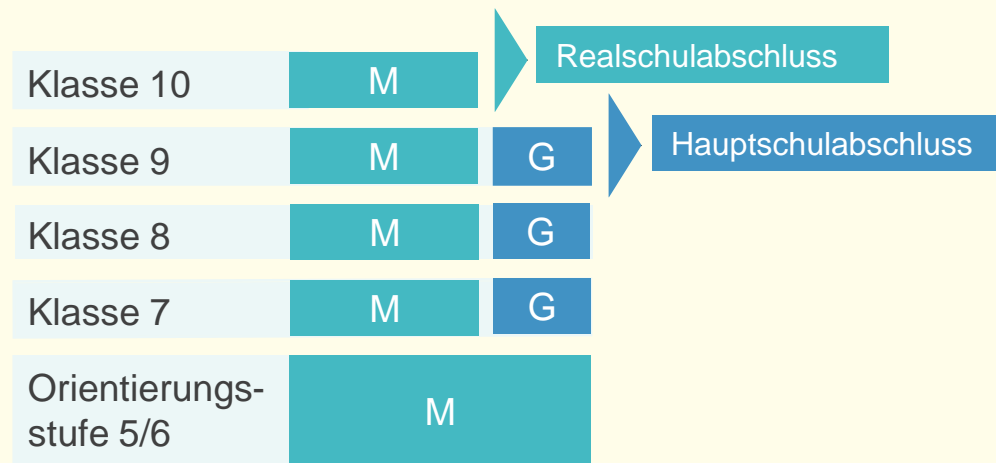 Realschulabschluss
Klasse 10 M
Hauptschulabschluss
Klasse 9 M G
Klasse 8 M G
Klasse 7 M G
Orientierungs-
stufe 5/6
M